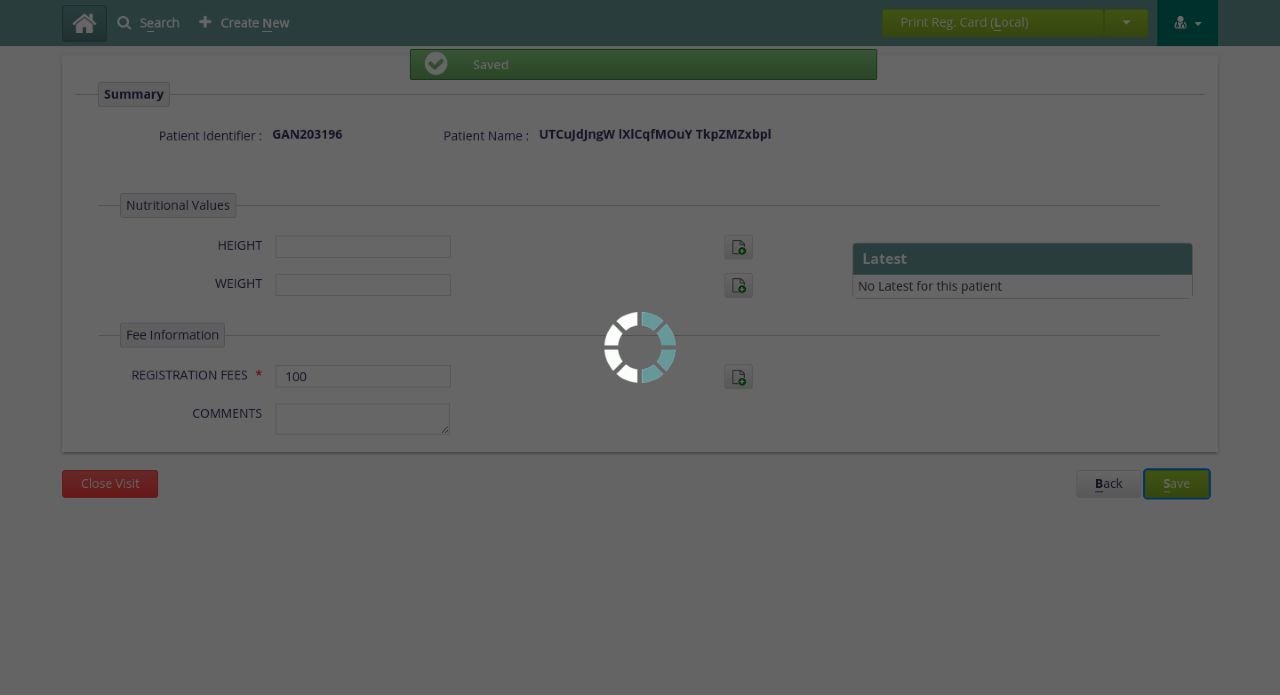 Search Create New Print Reg. Card (Local)
Saved
Summary
Patient Identifier : GAN203196 Patient Name : UTCuJdJngW lXlCqfMOuY TkpZMZxbpl
Nutritional Values
HEIGHT
Latest
WEIGHT
No Latest for this patient
Fee Information
REGISTRATION FEES * 100
COMMENTS
Close Visit Back Save